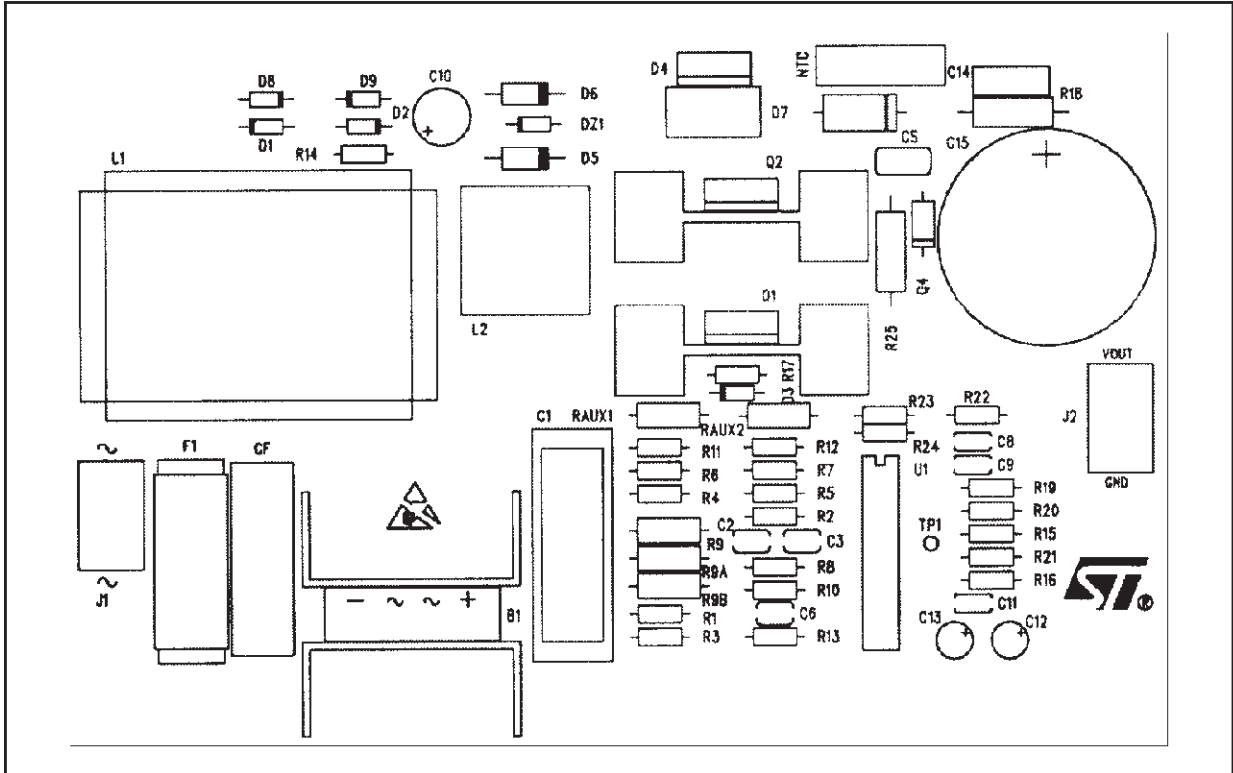 D8 D9 C10
D6
D4
NTC
C14
R18
D2
DZ1
D7
D1
R14
D5
C5
C15
L1
Q2
D4
L2
Q1
R25
VOUT
R17
D3
C1 RAUX1
R23
R22
J2
RAUX2
R24
C8
F1 CF
R11 R12
U1
C9
GND
R6 R7
R19
R4 R5
R20
C2
R2
TP1
R15
R9
C3
R21
R9A
R8
R16
R9B
R10
J1
- ~ ~ +
B1
R1
C6
C11
C13
C12
R3 R13
ST®